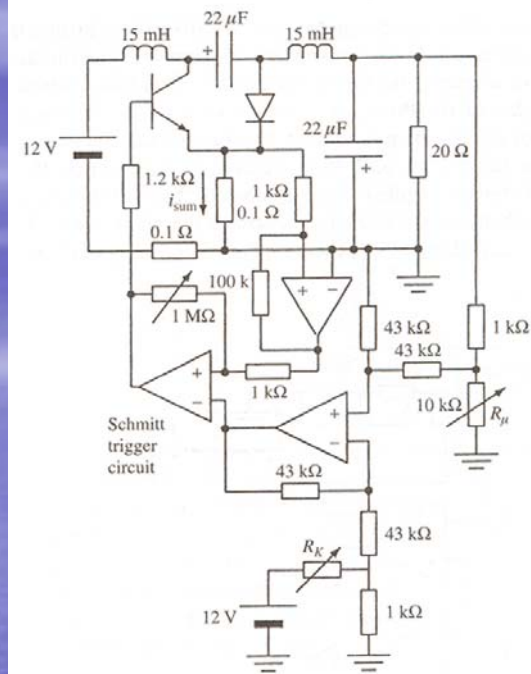 22 µF
15 mH
15 mH
+
12 V
22 µF
+
20 Ω
1.2 kΩ
i_sum
0.1 Ω
1 kΩ
0.1 Ω
100 k
+ −
1 MΩ
43 kΩ
43 kΩ
1 kΩ
1 kΩ
10 kΩ
R_μ
+
−
+
−
Schmitt
trigger
circuit
43 kΩ
43 kΩ
R_K
12 V
1 kΩ